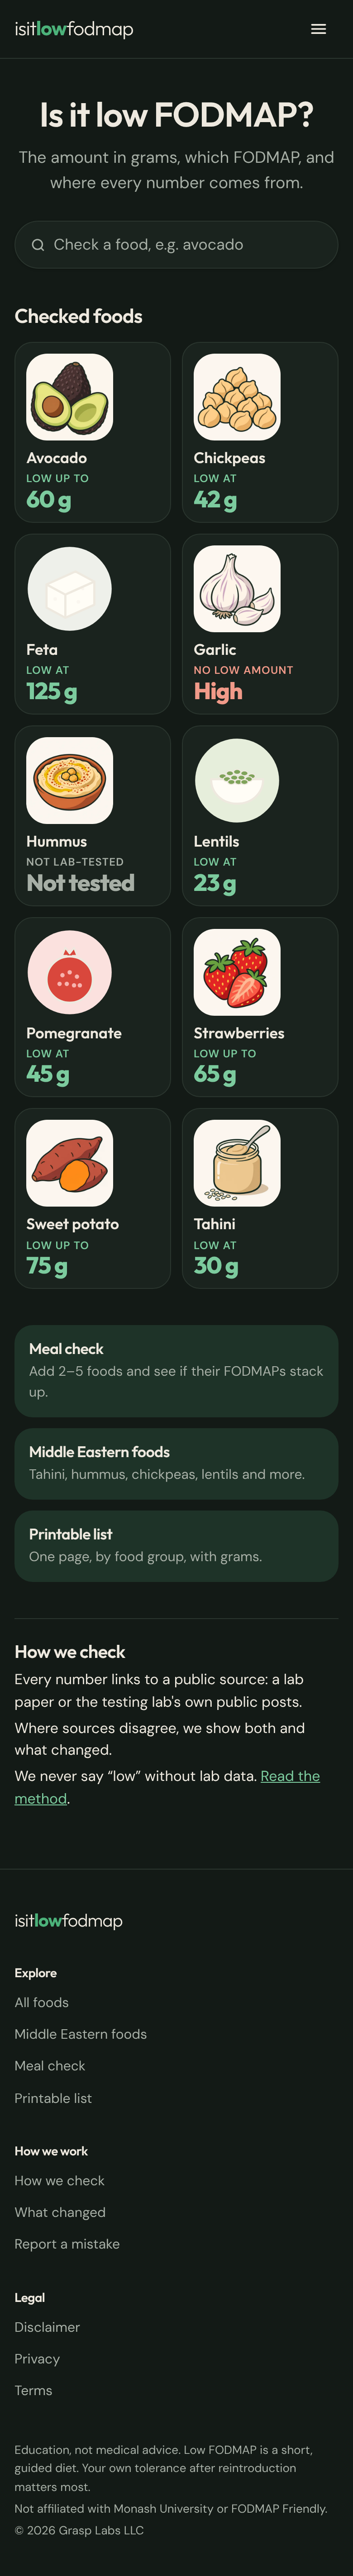 isitlowfodmap
Is it low FODMAP?
The amount in grams, which FODMAP, and
where every number comes from.
Check a food, e.g. avocado
Checked foods
Avocado
LOW UP TO
60 g
Chickpeas
LOW AT
42 g
Feta
LOW AT
125 g
Garlic
NO LOW AMOUNT
High
Hummus
NOT LAB-TESTED
Not tested
Lentils
LOW AT
23 g
Pomegranate
LOW AT
45 g
Strawberries
LOW UP TO
65 g
Sweet potato
LOW UP TO
75 g
Tahini
LOW AT
30 g
Meal check
Add 2–5 foods and see if their FODMAPs stack
up.
Middle Eastern foods
Tahini, hummus, chickpeas, lentils and more.
Printable list
One page, by food group, with grams.
How we check
Every number links to a public source: a lab
paper or the testing lab's own public posts.
Where sources disagree, we show both and
what changed.
We never say “low” without lab data. Read the
method.
isitlowfodmap
Explore
All foods
Middle Eastern foods
Meal check
Printable list
How we work
How we check
What changed
Report a mistake
Legal
Disclaimer
Privacy
Terms
Education, not medical advice. Low FODMAP is a short,
guided diet. Your own tolerance after reintroduction
matters most.
Not affiliated with Monash University or FODMAP Friendly.
© 2026 Grasp Labs LLC